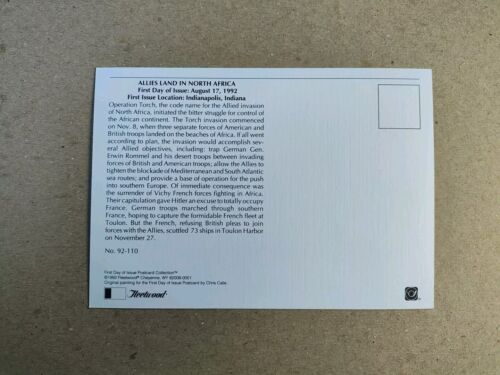 ALLIES LAND IN NORTH AFRICA
First Day of Issue: August 17, 1992
First Issue Location: Indianapolis, Indiana
Operation Torch, the code name for the Allied invasion
of North Africa, initiated the bitter struggle for control of
the African continent. The Torch invasion commenced
on Nov. 8, when three separate forces of American and
British troops landed on the beaches of Africa. If all went
according to plan, the invasion would accomplish sev-
eral Allied objectives, including: trap German Gen.
Erwin Rommel and his desert troops between invading
forces of British and American troops; allow the Allies to
tighten the blockade of Mediterranean and South Atlantic
sea routes; and provide a base of operation for the push
into southern Europe. Of immediate consequence was
the surrender of Vichy French forces fighting in Africa.
Their capitulation gave Hitler an excuse to totally occupy
France. German troops marched through southern
France, hoping to capture the formidable French fleet at
Toulon. But the French, refusing British pleas to join
forces with the Allies, scuttled 73 ships in Toulon Harbor
on November 27.
No. 92-110
First Day of Issue Postcard Collection™
©1992 Fleetwood® Cheyenne, WY 82008-0001
Original painting for the First Day of Issue Postcard by Chris Calle.
Fleetwood®